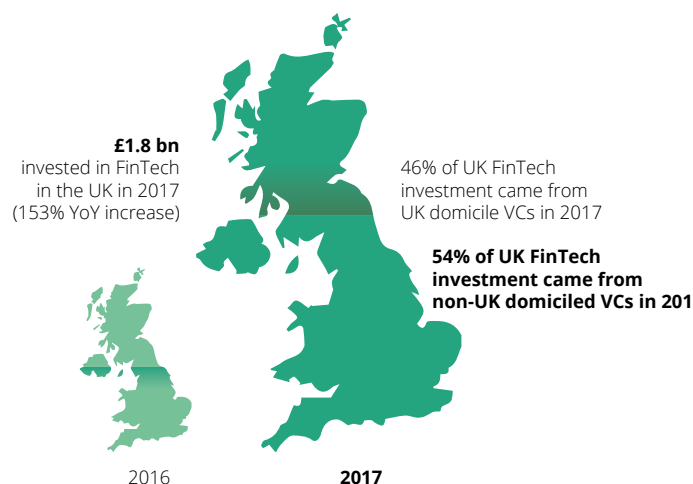 £1.8 bn
invested in FinTech
in the UK in 2017
(153% YoY increase)
46% of UK FinTech
investment came from
UK domicile VCs in 2017
54% of UK FinTech
investment came from
non-UK domiciled VCs in 201
2016
2017